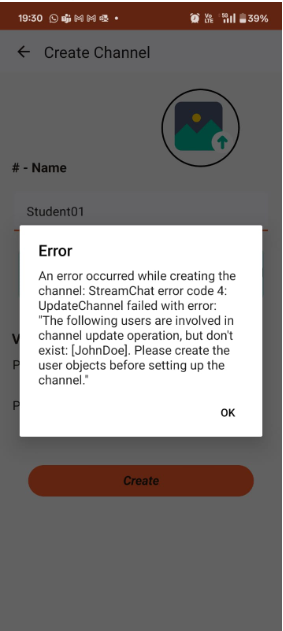 19:30
39%
Create Channel
# - Name
Student01
Error
An error occurred while creating the
channel: StreamChat error code 4:
UpdateChannel failed with error:
"The following users are involved in
channel update operation, but don't
exist: [JohnDoe]. Please create the
user objects before setting up the
channel."
V
P
P
OK
Create